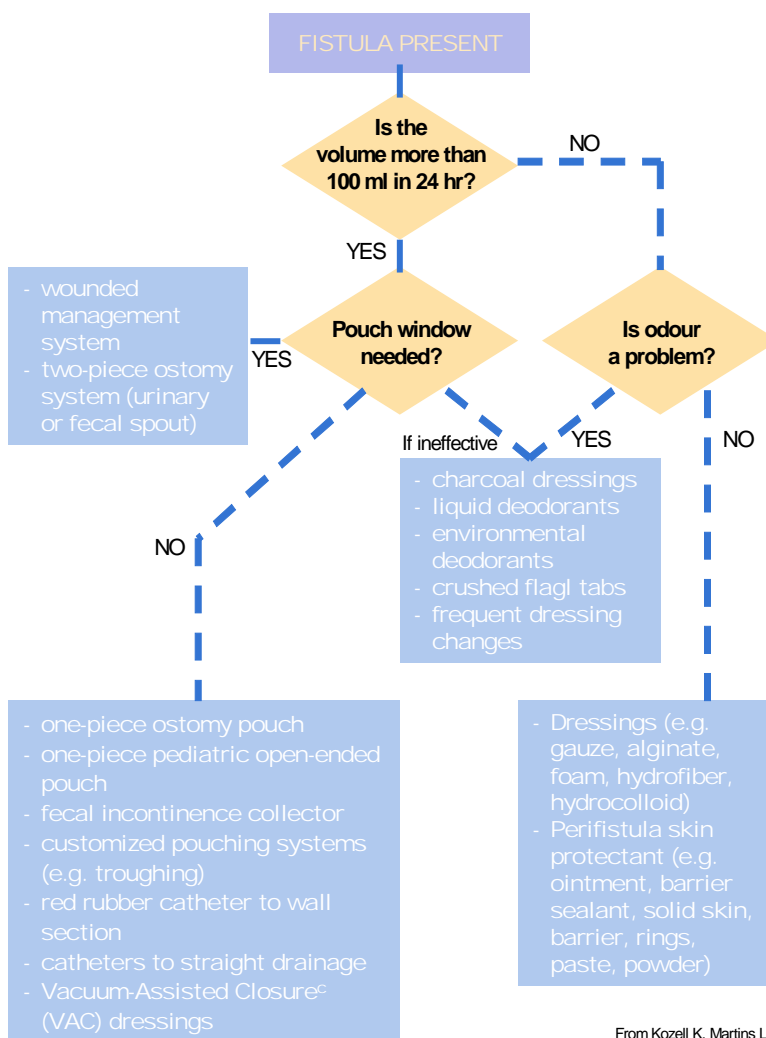 FISTULA PRESENT
Is the
volume more than
100 ml in 24 hr?
NO
YES
- wounded
management
system
- two-piece ostomy
system (urinary
or fecal spout)
YES
Pouch window
needed?
Is odour
a problem?
If ineffective
YES
NO
- charcoal dressings
- liquid deodorants
- environmental
deodorants
- crushed flagl tabs
- frequent dressing
changes
NO
- one-piece ostomy pouch
- one-piece pediatric open-ended
pouch
- fecal incontinence collector
- customized pouching systems
(e.g. troughing)
- red rubber catheter to wall
section
- catheters to straight drainage
- Vacuum-Assisted Closureᶜ
(VAC) dressings
- Dressings (e.g.
gauze, alginate,
foam, hydrofiber,
hydrocolloid)
- Perifistula skin
protectant (e.g.
ointment, barrier
sealant, solid skin,
barrier, rings,
paste, powder)
From Kozell K, Martins L